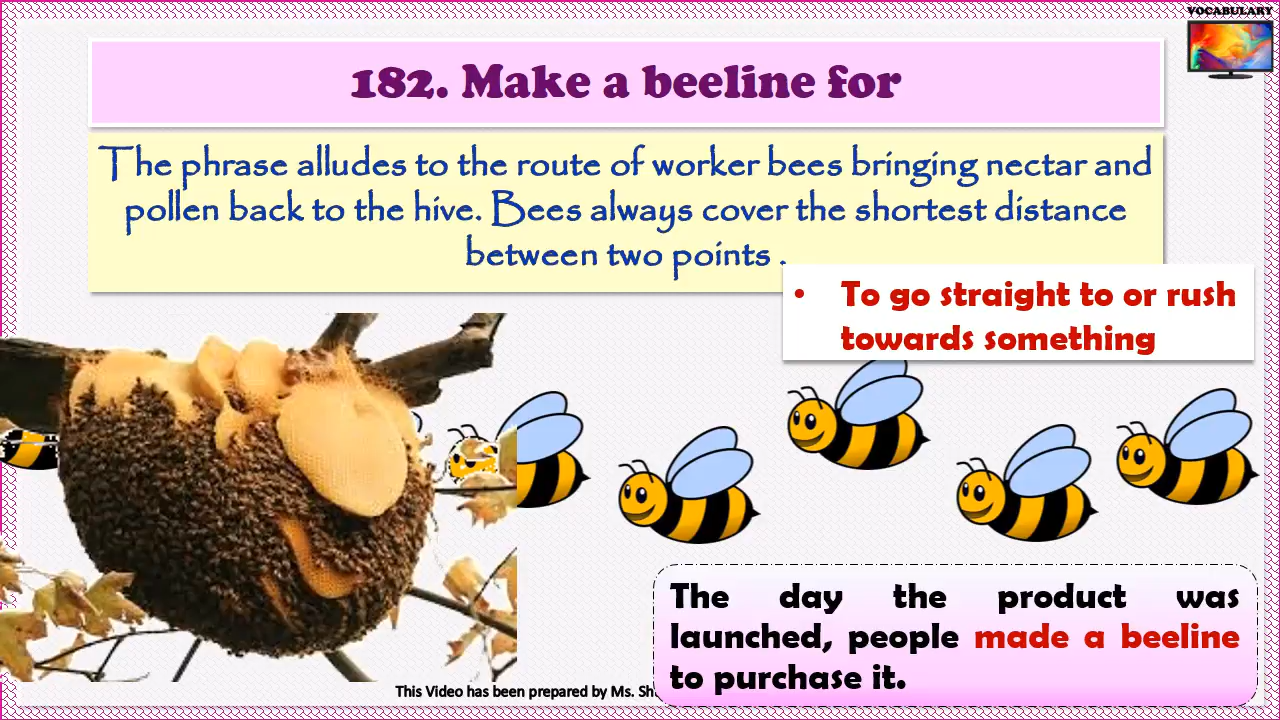 VOCABULARY
182. Make a beeline for
The phrase alludes to the route of worker bees bringing nectar and
pollen back to the hive. Bees always cover the shortest distance
between two points .
• To go straight to or rush
towards something
The day the product was
launched, people made a beeline
to purchase it.
This Video has been prepared by Ms.